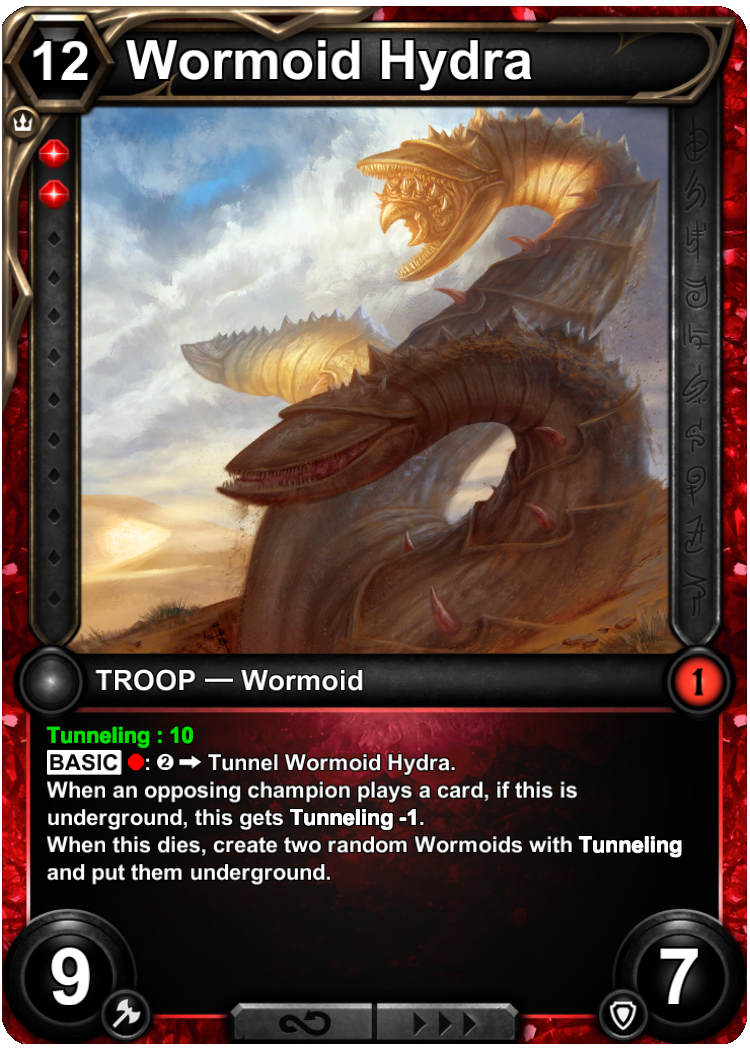 12 Wormoid Hydra
TROOP — Wormoid
1
Tunneling : 10
BASIC : 2 ➡ Tunnel Wormoid Hydra.
When an opposing champion plays a card, if this is
underground, this gets Tunneling -1.
When this dies, create two random Wormoids with Tunneling
and put them underground.
9
7